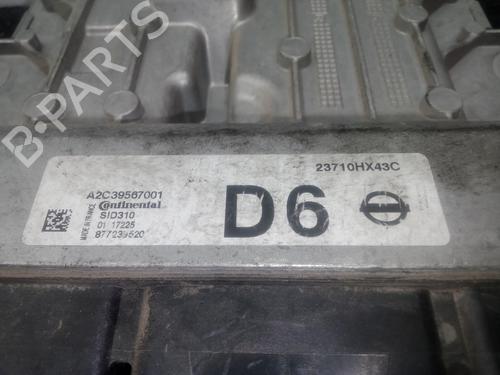 B-PARTS
23710HX43C
A2C39567001
Continental
SID310
01 17225
877239520
MADE IN FRANCE
D6